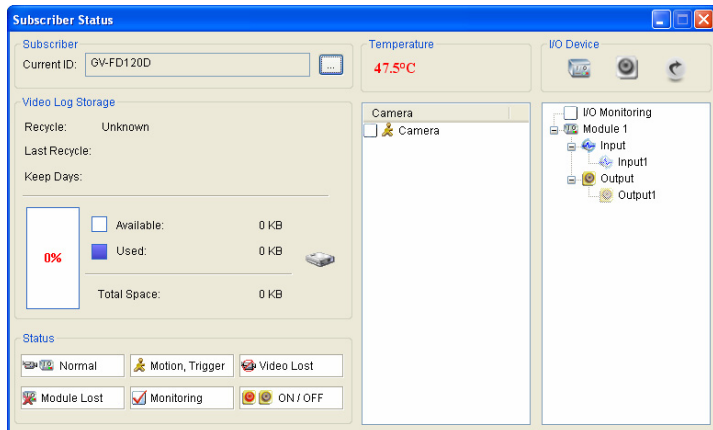 Subscriber Status
Subscriber
Current ID: GV-FD120D ...
Video Log Storage
Recycle: Unknown
Last Recycle:
Keep Days:
0%
Available: 0 KB
Used: 0 KB
Total Space: 0 KB
Status
Normal Motion, Trigger Video Lost
Module Lost Monitoring ON / OFF
Temperature
47.5°C
Camera
Camera
I/O Device
I/O Monitoring
Module 1
Input
Input1
Output
Output1